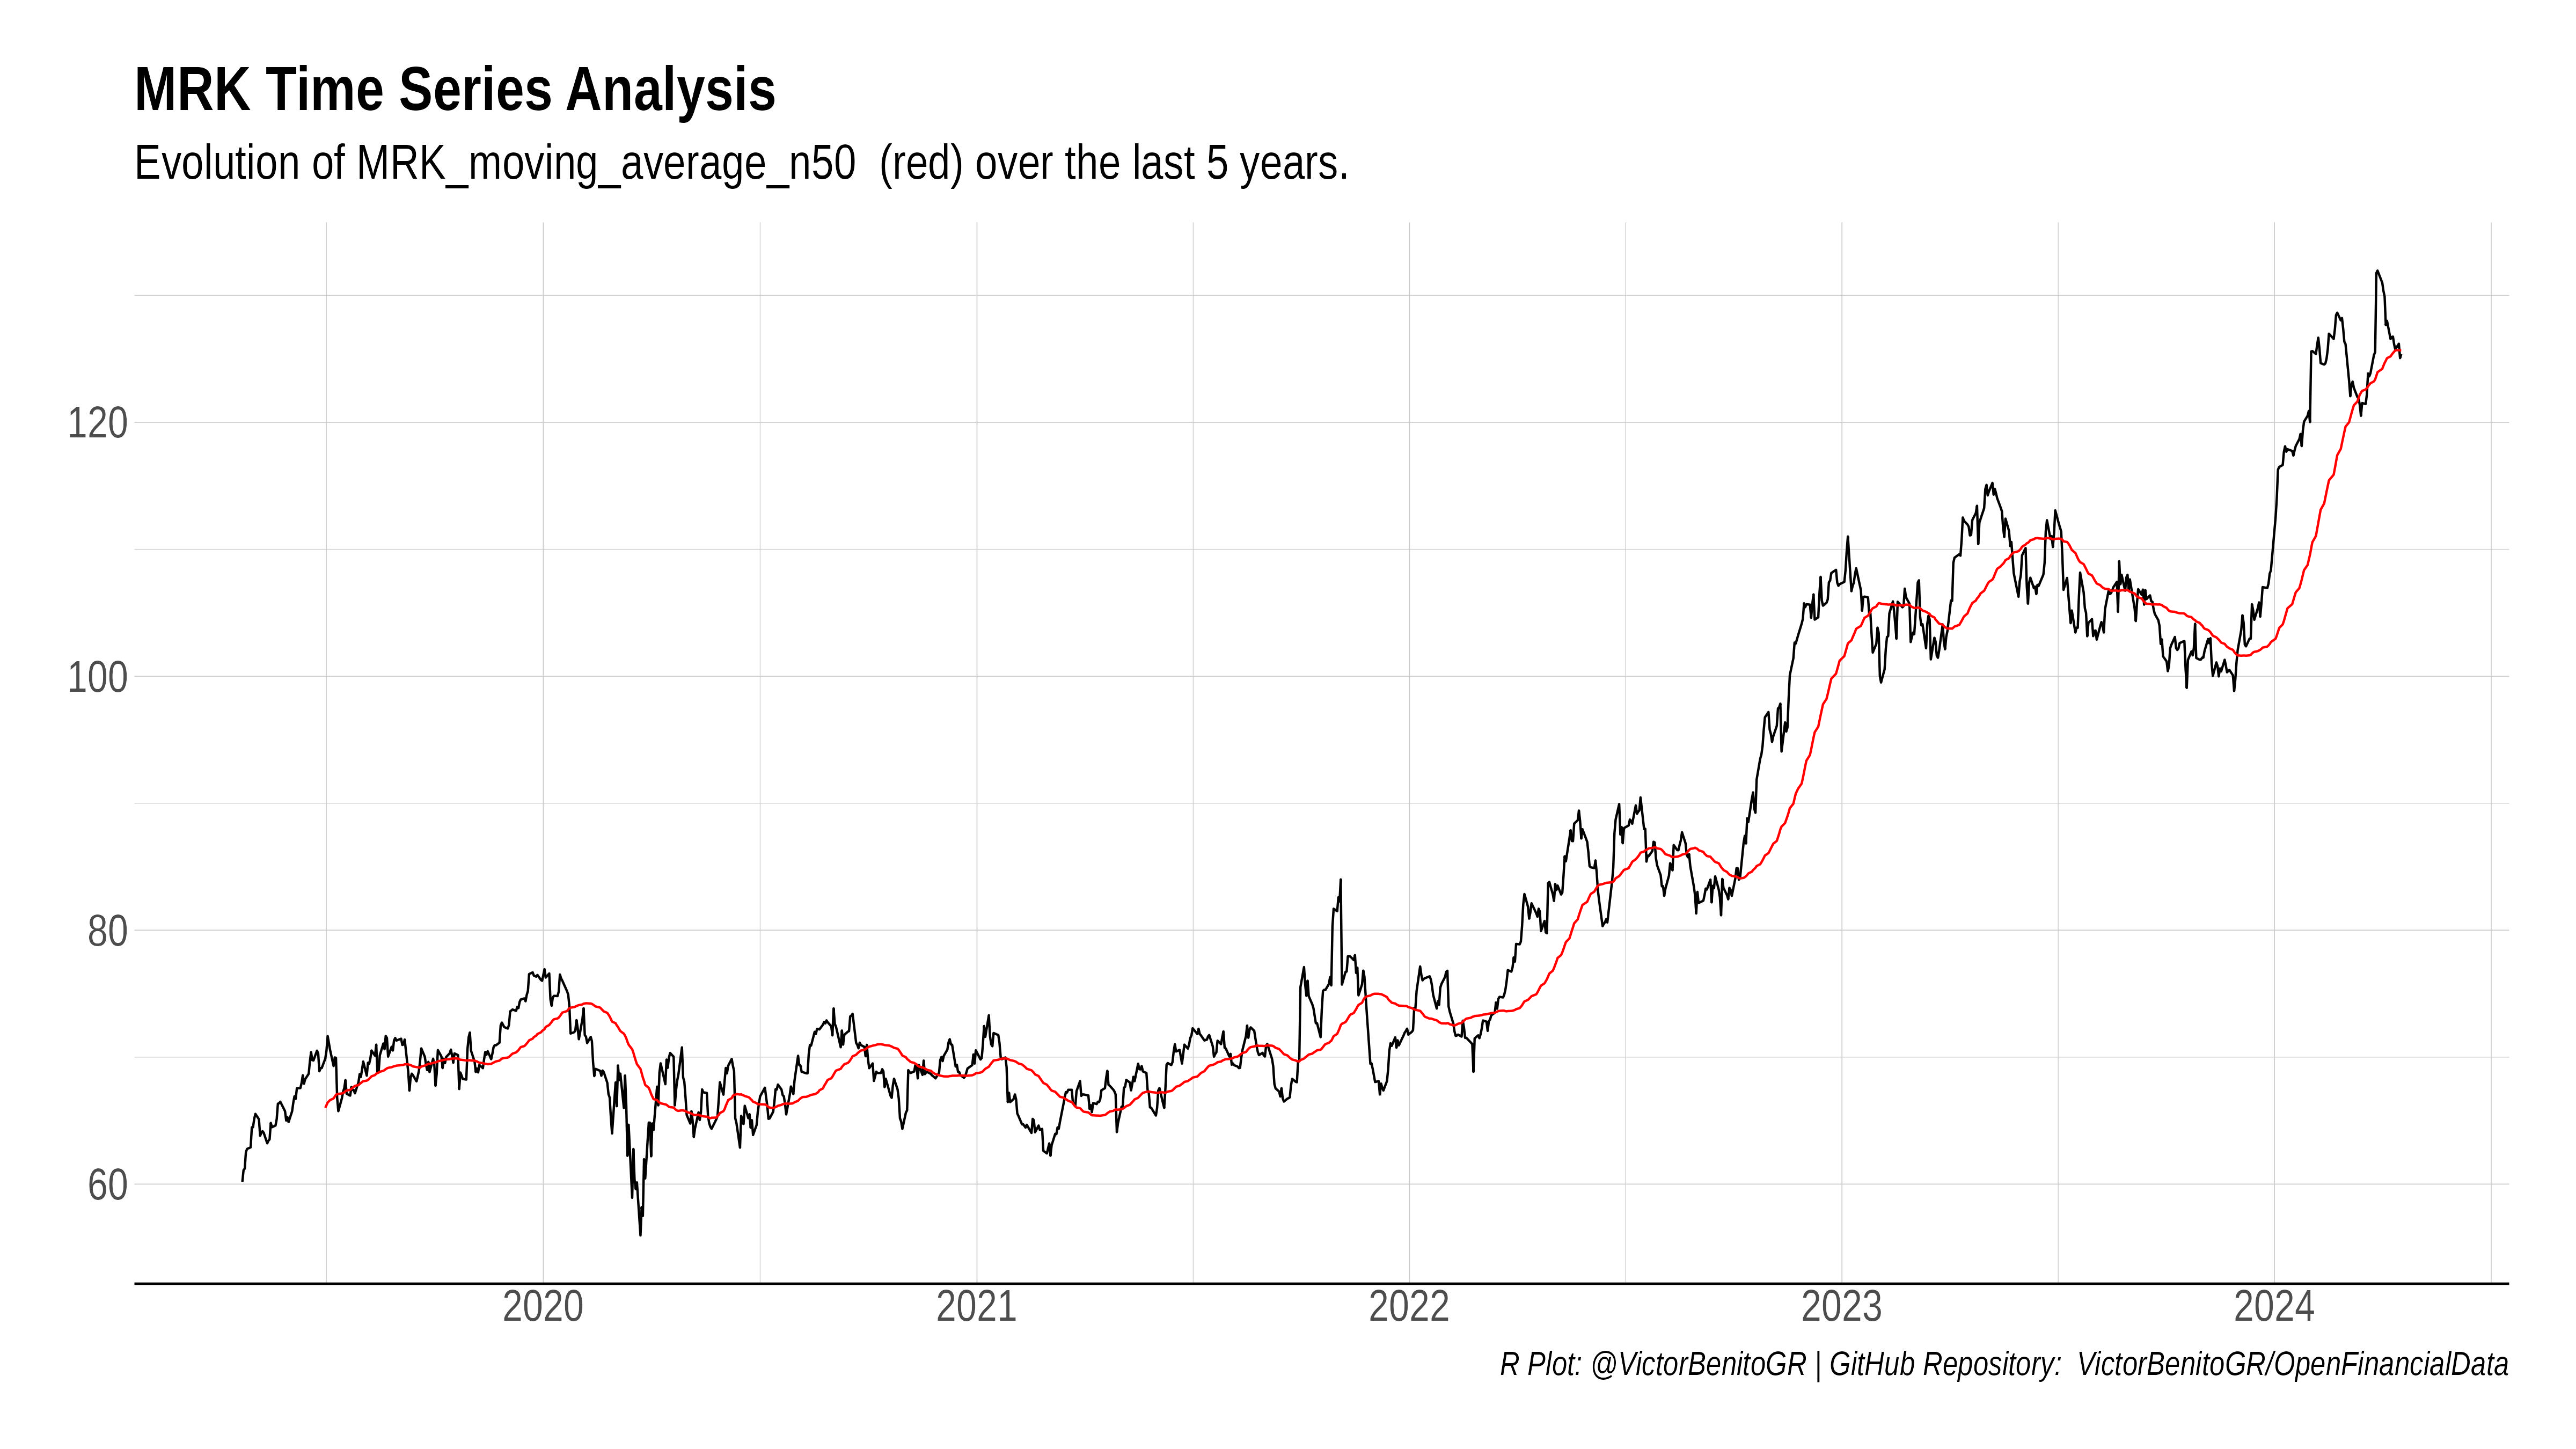 MRK Time Series Analysis
Evolution of MRK_moving_average_n50  (red) over the last 5 years.
120
100
80
60
2020 2021 2022 2023 2024
R Plot: @VictorBenitoGR | GitHub Repository:  VictorBenitoGR/OpenFinancialData